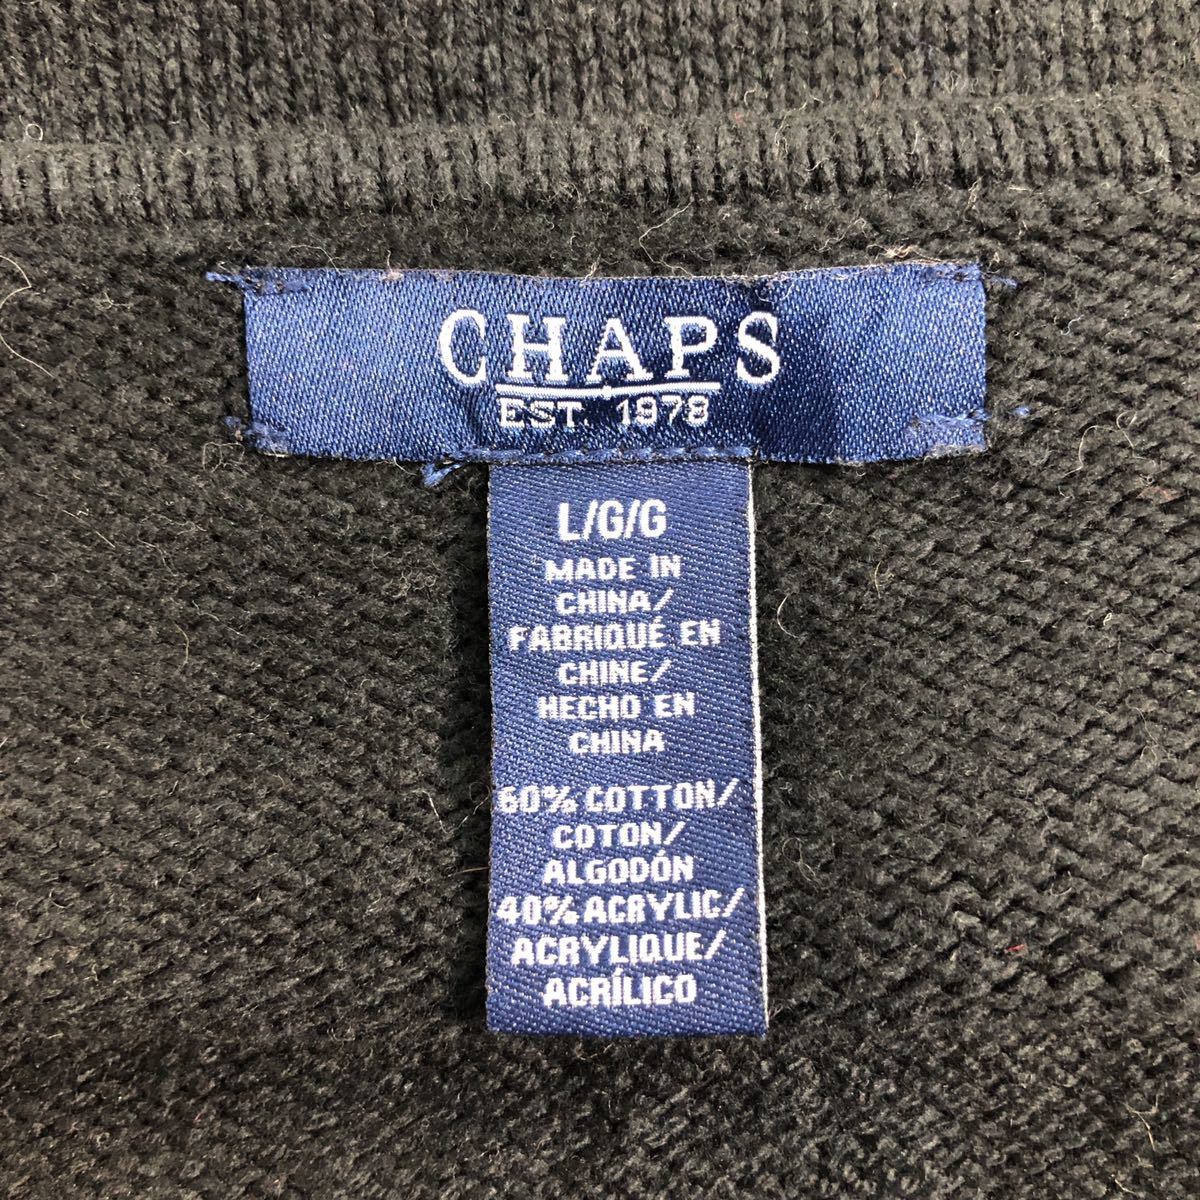 CHAPS
EST. 1978
L/G/G
MADE IN
CHINA/
FABRIQUÉ EN
CHINE/
HECHO EN
CHINA
60% COTTON/
COTON/
ALGODÓN
40% ACRYLIC/
ACRYLIQUE/
ACRÍLICO